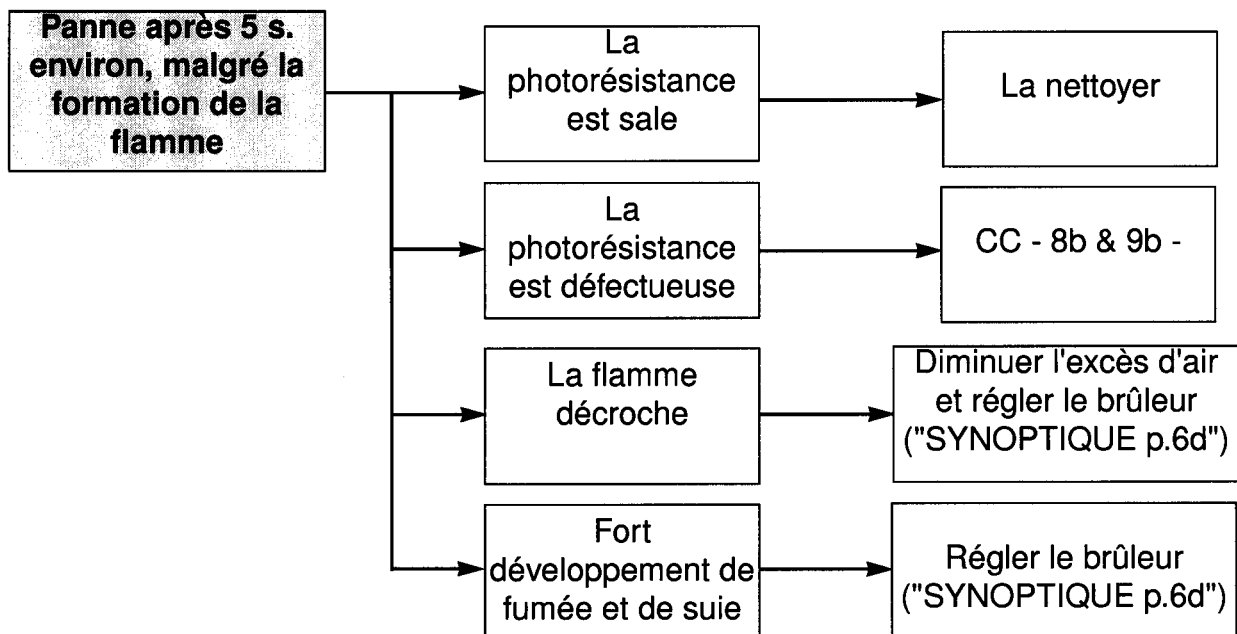 Panne après 5 s.
environ, malgré la
formation de la
flamme
La
photorésistance
est sale
La nettoyer
La
photorésistance
est défectueuse
CC - 8b & 9b -
La flamme
décroche
Diminuer l'excès d'air
et régler le brûleur
("SYNOPTIQUE p.6d")
Fort
développement de
fumée et de suie
Régler le brûleur
("SYNOPTIQUE p.6d")